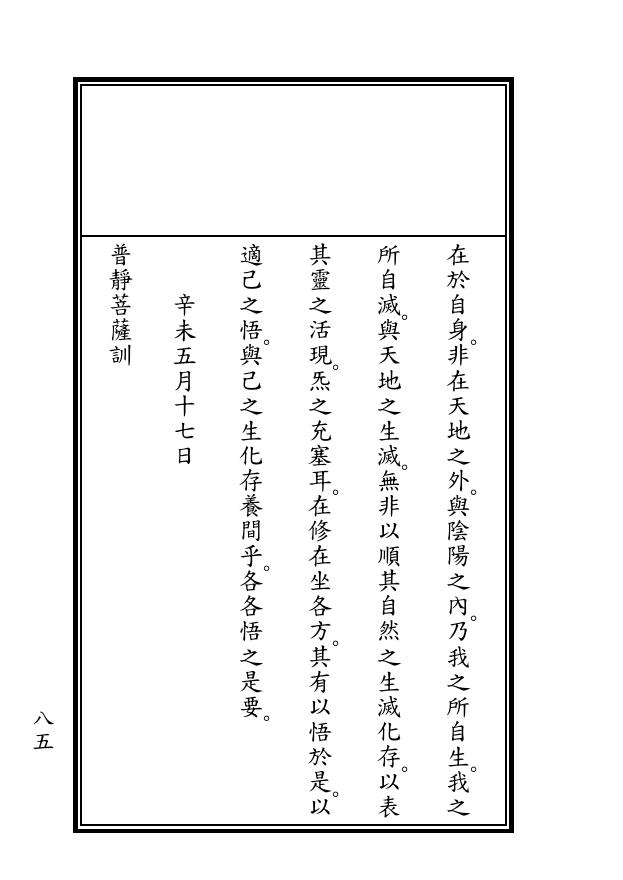 在於自身。非在天地之外。與陰陽之內。乃我之所自生。我之
所自滅。與天地之生滅。無非以順其自然之生滅化存。以表
其靈之活現。炁之充塞耳。在修在坐各方。其有以悟於是。以
適己之悟。與己之生化存養間乎。各各悟之是要。
辛未五月十七日
普靜菩薩訓
八五